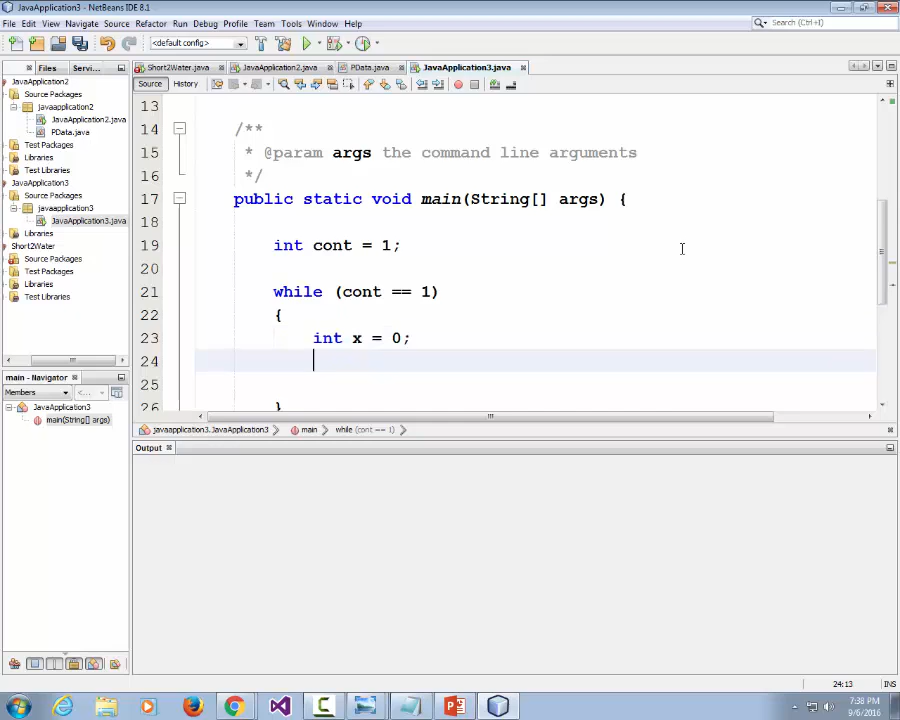 JavaApplication3 - NetBeans IDE 8.1
File Edit View Navigate Source Refactor Run Debug Profile Team Tools Window Help
Search (Ctrl+I)
<default config>
Files Servi...
Short2Water.java JavaApplication2.java PData.java JavaApplication3.java
Source History
JavaApplication2
Source Packages
javaapplication2
JavaApplication2.java
PData.java
Test Packages
Libraries
Test Libraries
JavaApplication3
Source Packages
javaapplication3
JavaApplication3.java
Libraries
Short2Water
Source Packages
Test Packages
Libraries
Test Libraries
13
14 /**
15 * @param args the command line arguments
16 */
17 public static void main(String[] args) {
18
19 int cont = 1;
20
21 while (cont == 1)
22 {
23 int x = 0;
24
25
26 }
main - Navigator
Members
<...
JavaApplication3
main(String[] args)
javaapplication3.JavaApplication3 main while (cont == 1)
Output
24:13 INS
7:38 PM
9/6/2016